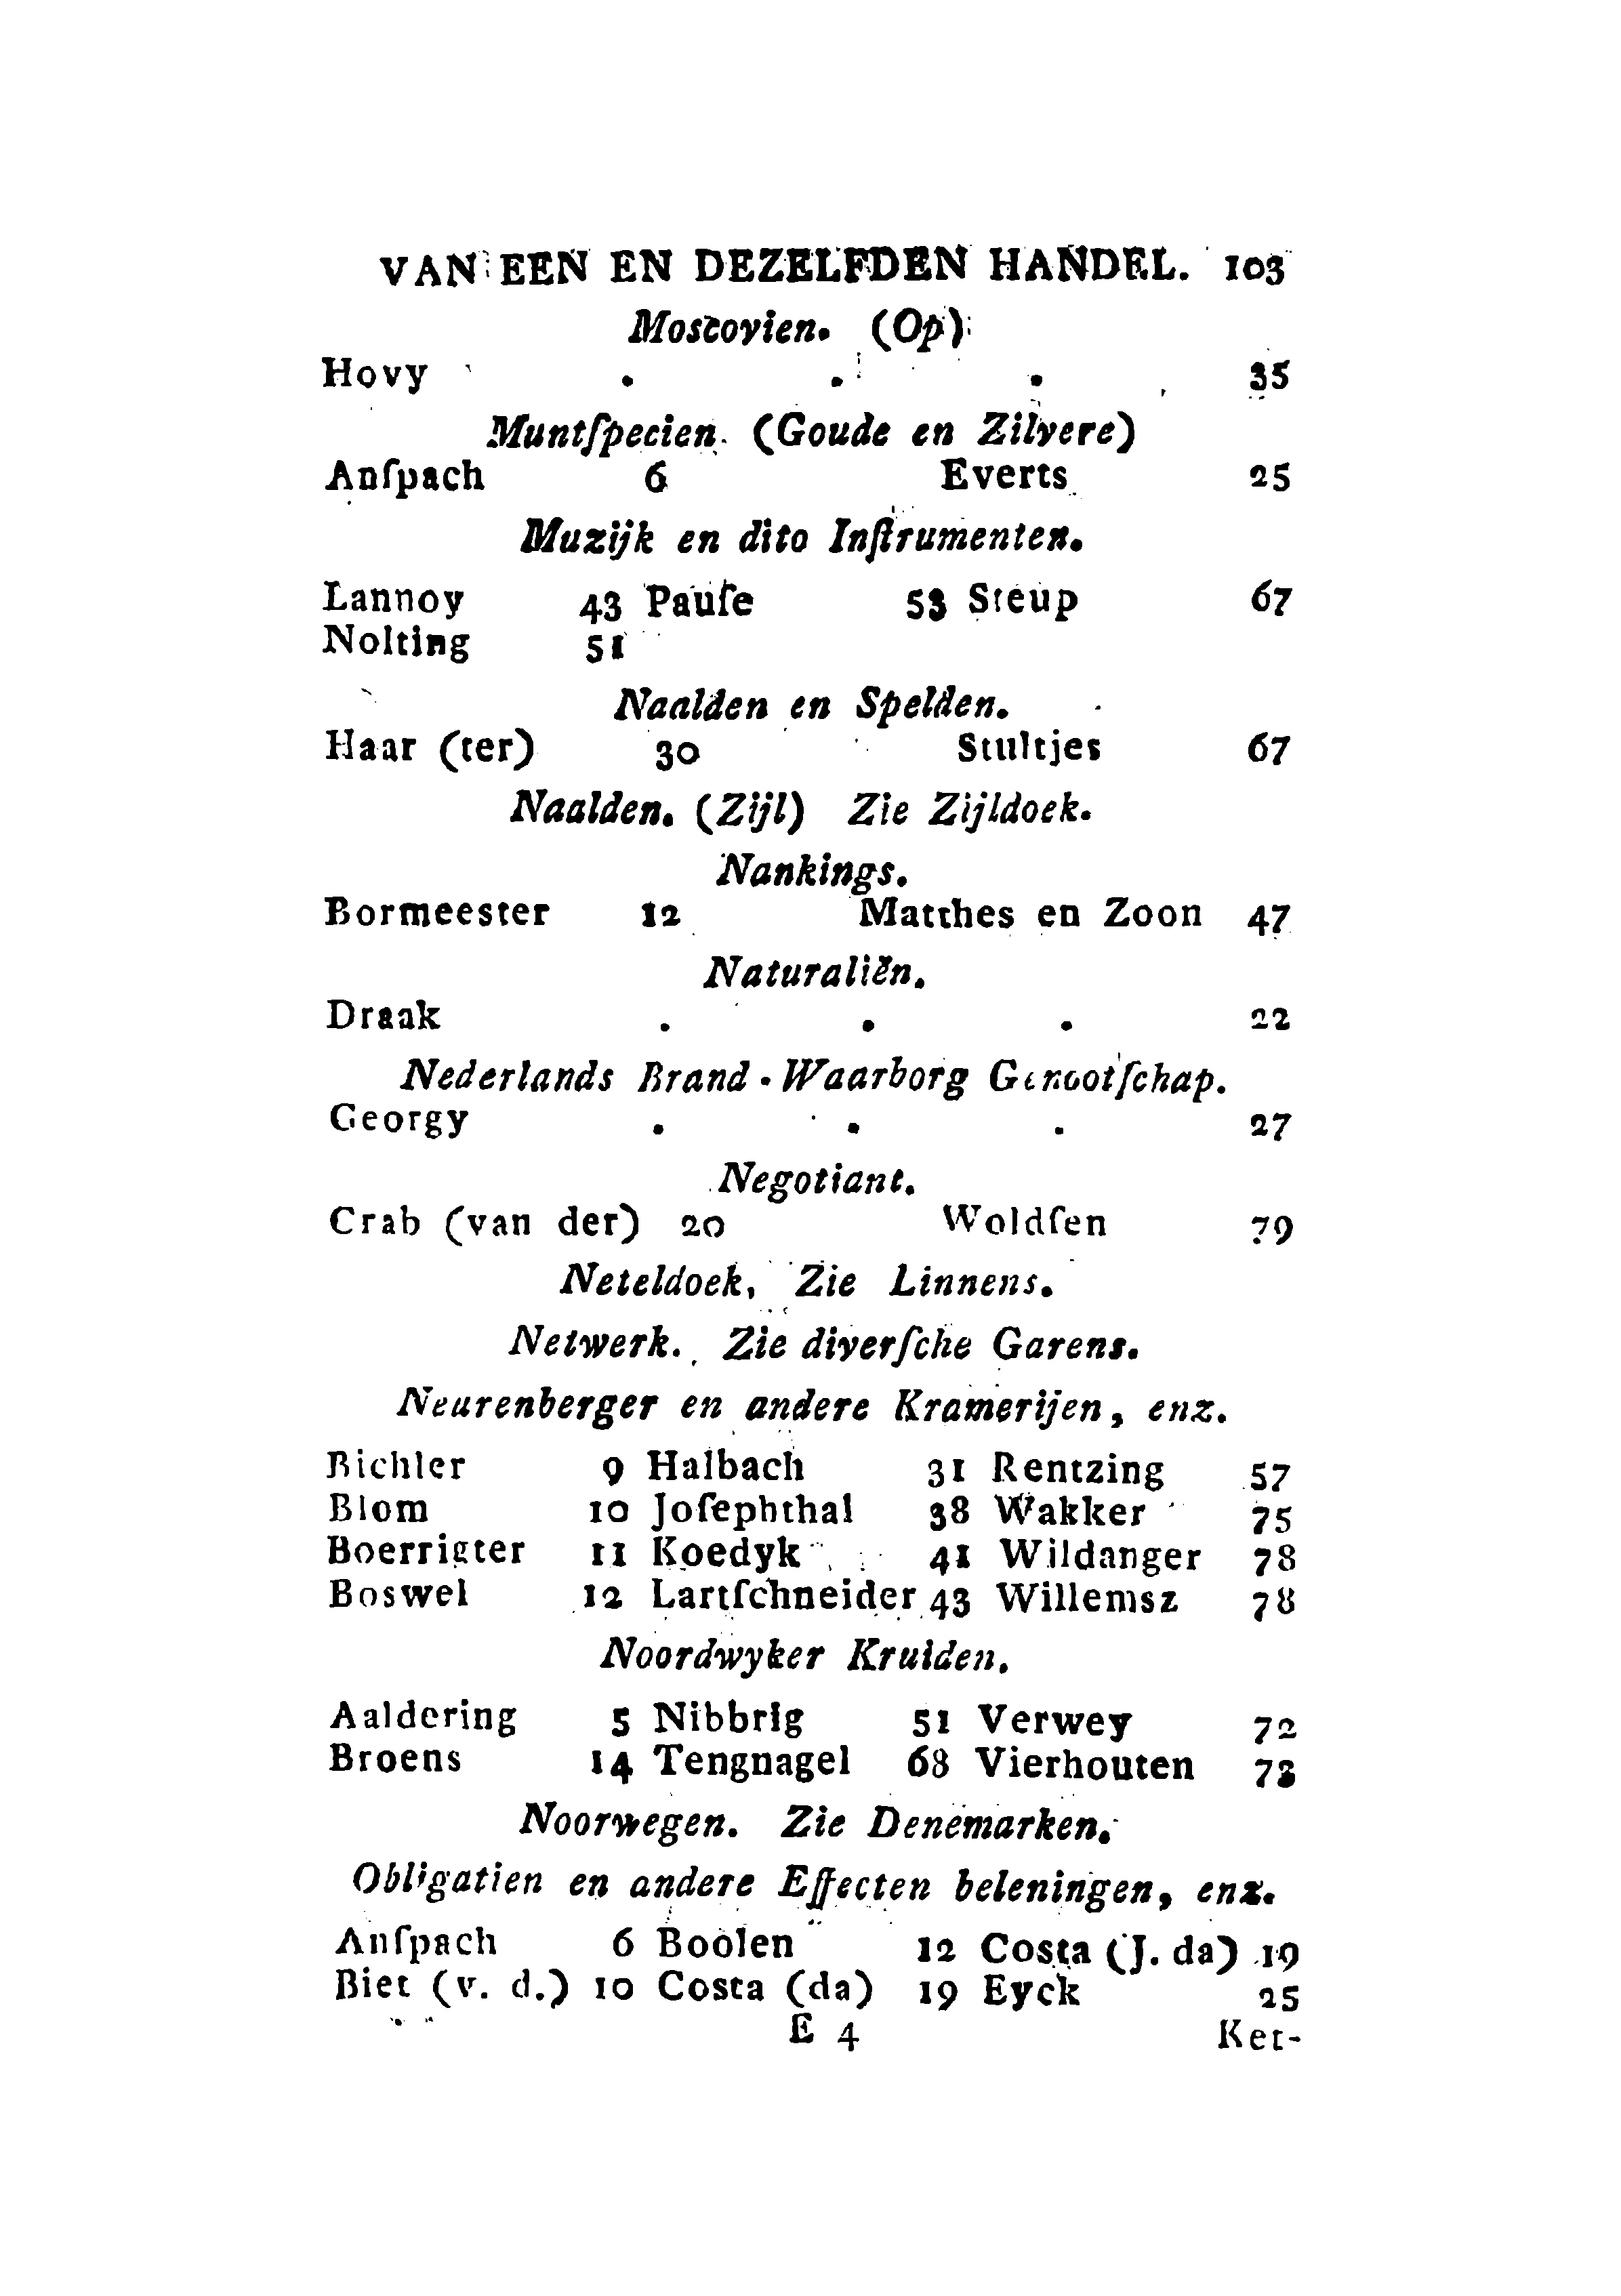 VAN EEN EN DEZELFDEN HANDEL. 103
Moscovien. (Op)
Hovy . . . 35
Muntſpecien. (Goude en Zilvere)
Anſpach 6 Everts 25
Muzijk en dito Inſtrumenten.
Lannoy 43 Pauſe 53 Steup 67
Nolting 51
Naalden en Spelden.
Haar (ter) 30 Stultjes 67
Naalden. (Zijl) Zie Zijldoek.
Nankings.
Bormeester 12 Matthes en Zoon 47
Naturaliën.
Draak . . . 22
Nederlands Brand-Waarborg Genootſchap.
Georgy . . . 27
Negotiant.
Crab (van der) 20 Woldſen 79
Neteldoek, Zie Linnens.
Netwerk. Zie diverſche Garens.
Neurenberger en andere Kramerijen, enz.
Bichler 9 Halbach 31 Rentzing 57
Blom 10 Joſephthal 38 Wakker 75
Boerrigter 11 Koedyk 41 Wildanger 78
Boswel 12 Lartſchneider 43 Willemsz 78
Noordwyker Kruiden.
Aaldering 5 Nibbrig 51 Verwey 72
Broens 14 Tengnagel 68 Vierhouten 73
Noorwegen. Zie Denemarken.
Obligatien en andere Effecten beleningen, enz.
Anſpach 6 Boolen 12 Costa (J. da) 19
Biet (v. d.) 10 Costa (da) 19 Eyck 25
E 4 Ket-